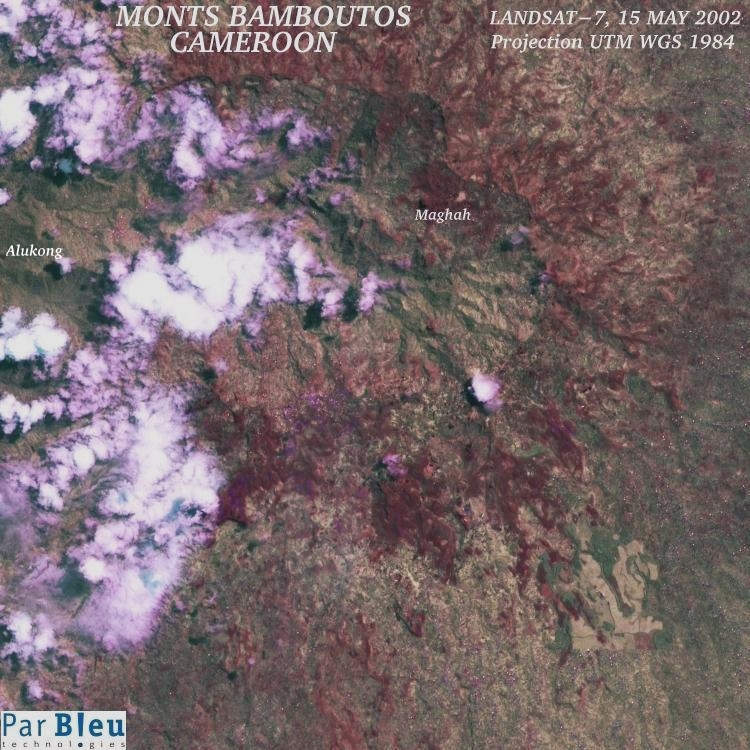 MONTS BAMBOUTOS
CAMEROON
LANDSAT–7, 15 MAY 2002
Projection UTM WGS 1984
Maghah
Alukong
Par Bleu
technologies